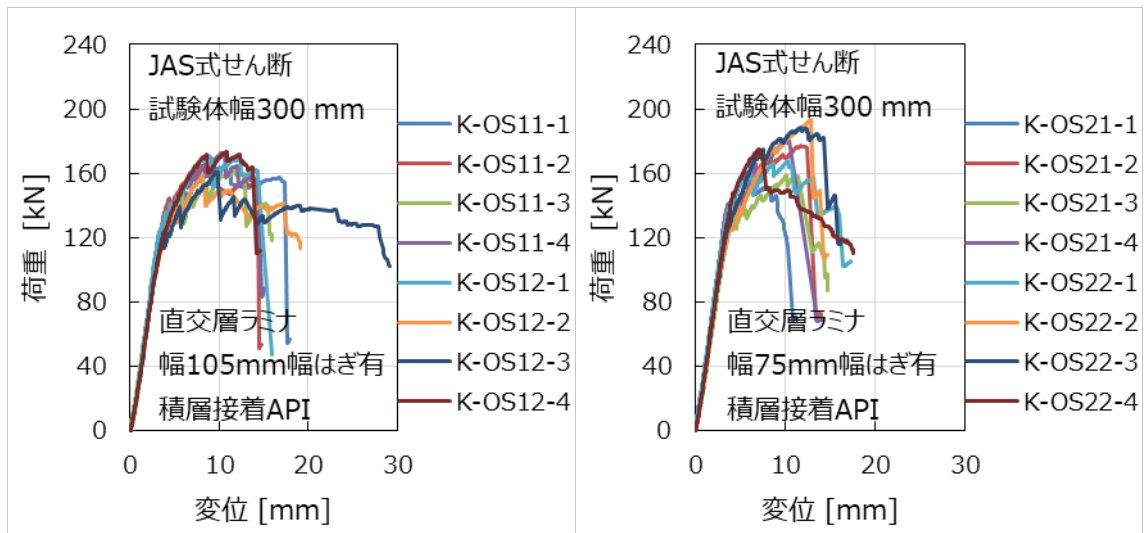 240
200
160
120
80
40
0
荷重 [kN]
JAS式せん断
試験体幅300 mm
直交層ラミナ
幅105mm幅はぎ有
積層接着API
0 10 20 30
変位 [mm]
K-OS11-1
K-OS11-2
K-OS11-3
K-OS11-4
K-OS12-1
K-OS12-2
K-OS12-3
K-OS12-4
240
200
160
120
80
40
0
荷重 [kN]
JAS式せん断
試験体幅300 mm
直交層ラミナ
幅75mm幅はぎ有
積層接着API
0 10 20 30
変位 [mm]
K-OS21-1
K-OS21-2
K-OS21-3
K-OS21-4
K-OS22-1
K-OS22-2
K-OS22-3
K-OS22-4